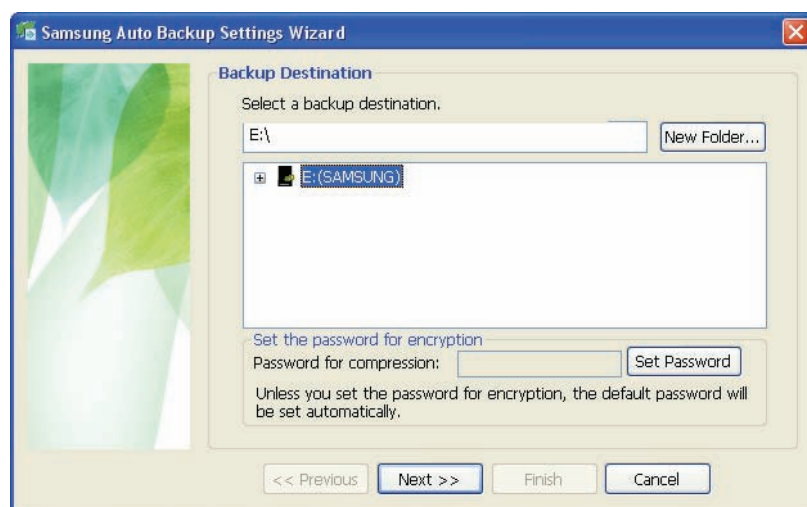 Samsung Auto Backup Settings Wizard
Backup Destination
Select a backup destination.
E:\
New Folder...
E:(SAMSUNG)
Set the password for encryption
Password for compression:
Set Password
Unless you set the password for encryption, the default password will
be set automatically.
<< Previous
Next >>
Finish
Cancel